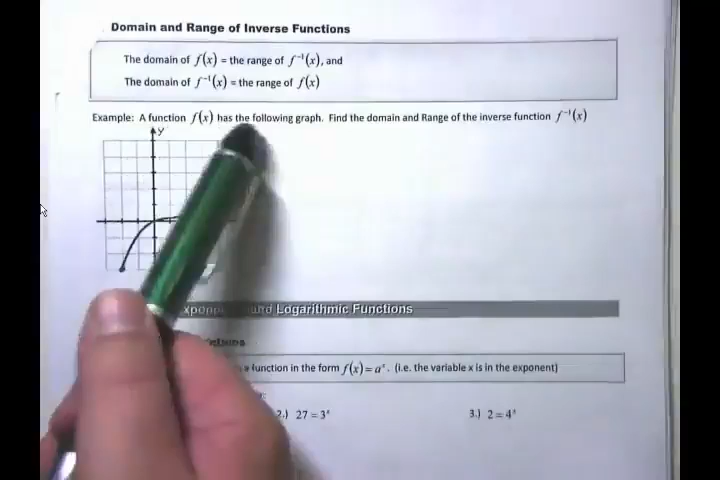 Domain and Range of Inverse Functions
The domain of f(x) = the range of f⁻¹(x), and
The domain of f⁻¹(x) = the range of f(x)
Example: A function f(x) has the following graph. Find the domain and Range of the inverse function f⁻¹(x)
y
and Logarithmic Functions
a function in the form f(x) = aˣ. (i.e. the variable x is in the exponent)
2.) 27 = 3ˣ
3.) 2 = 4ˣ